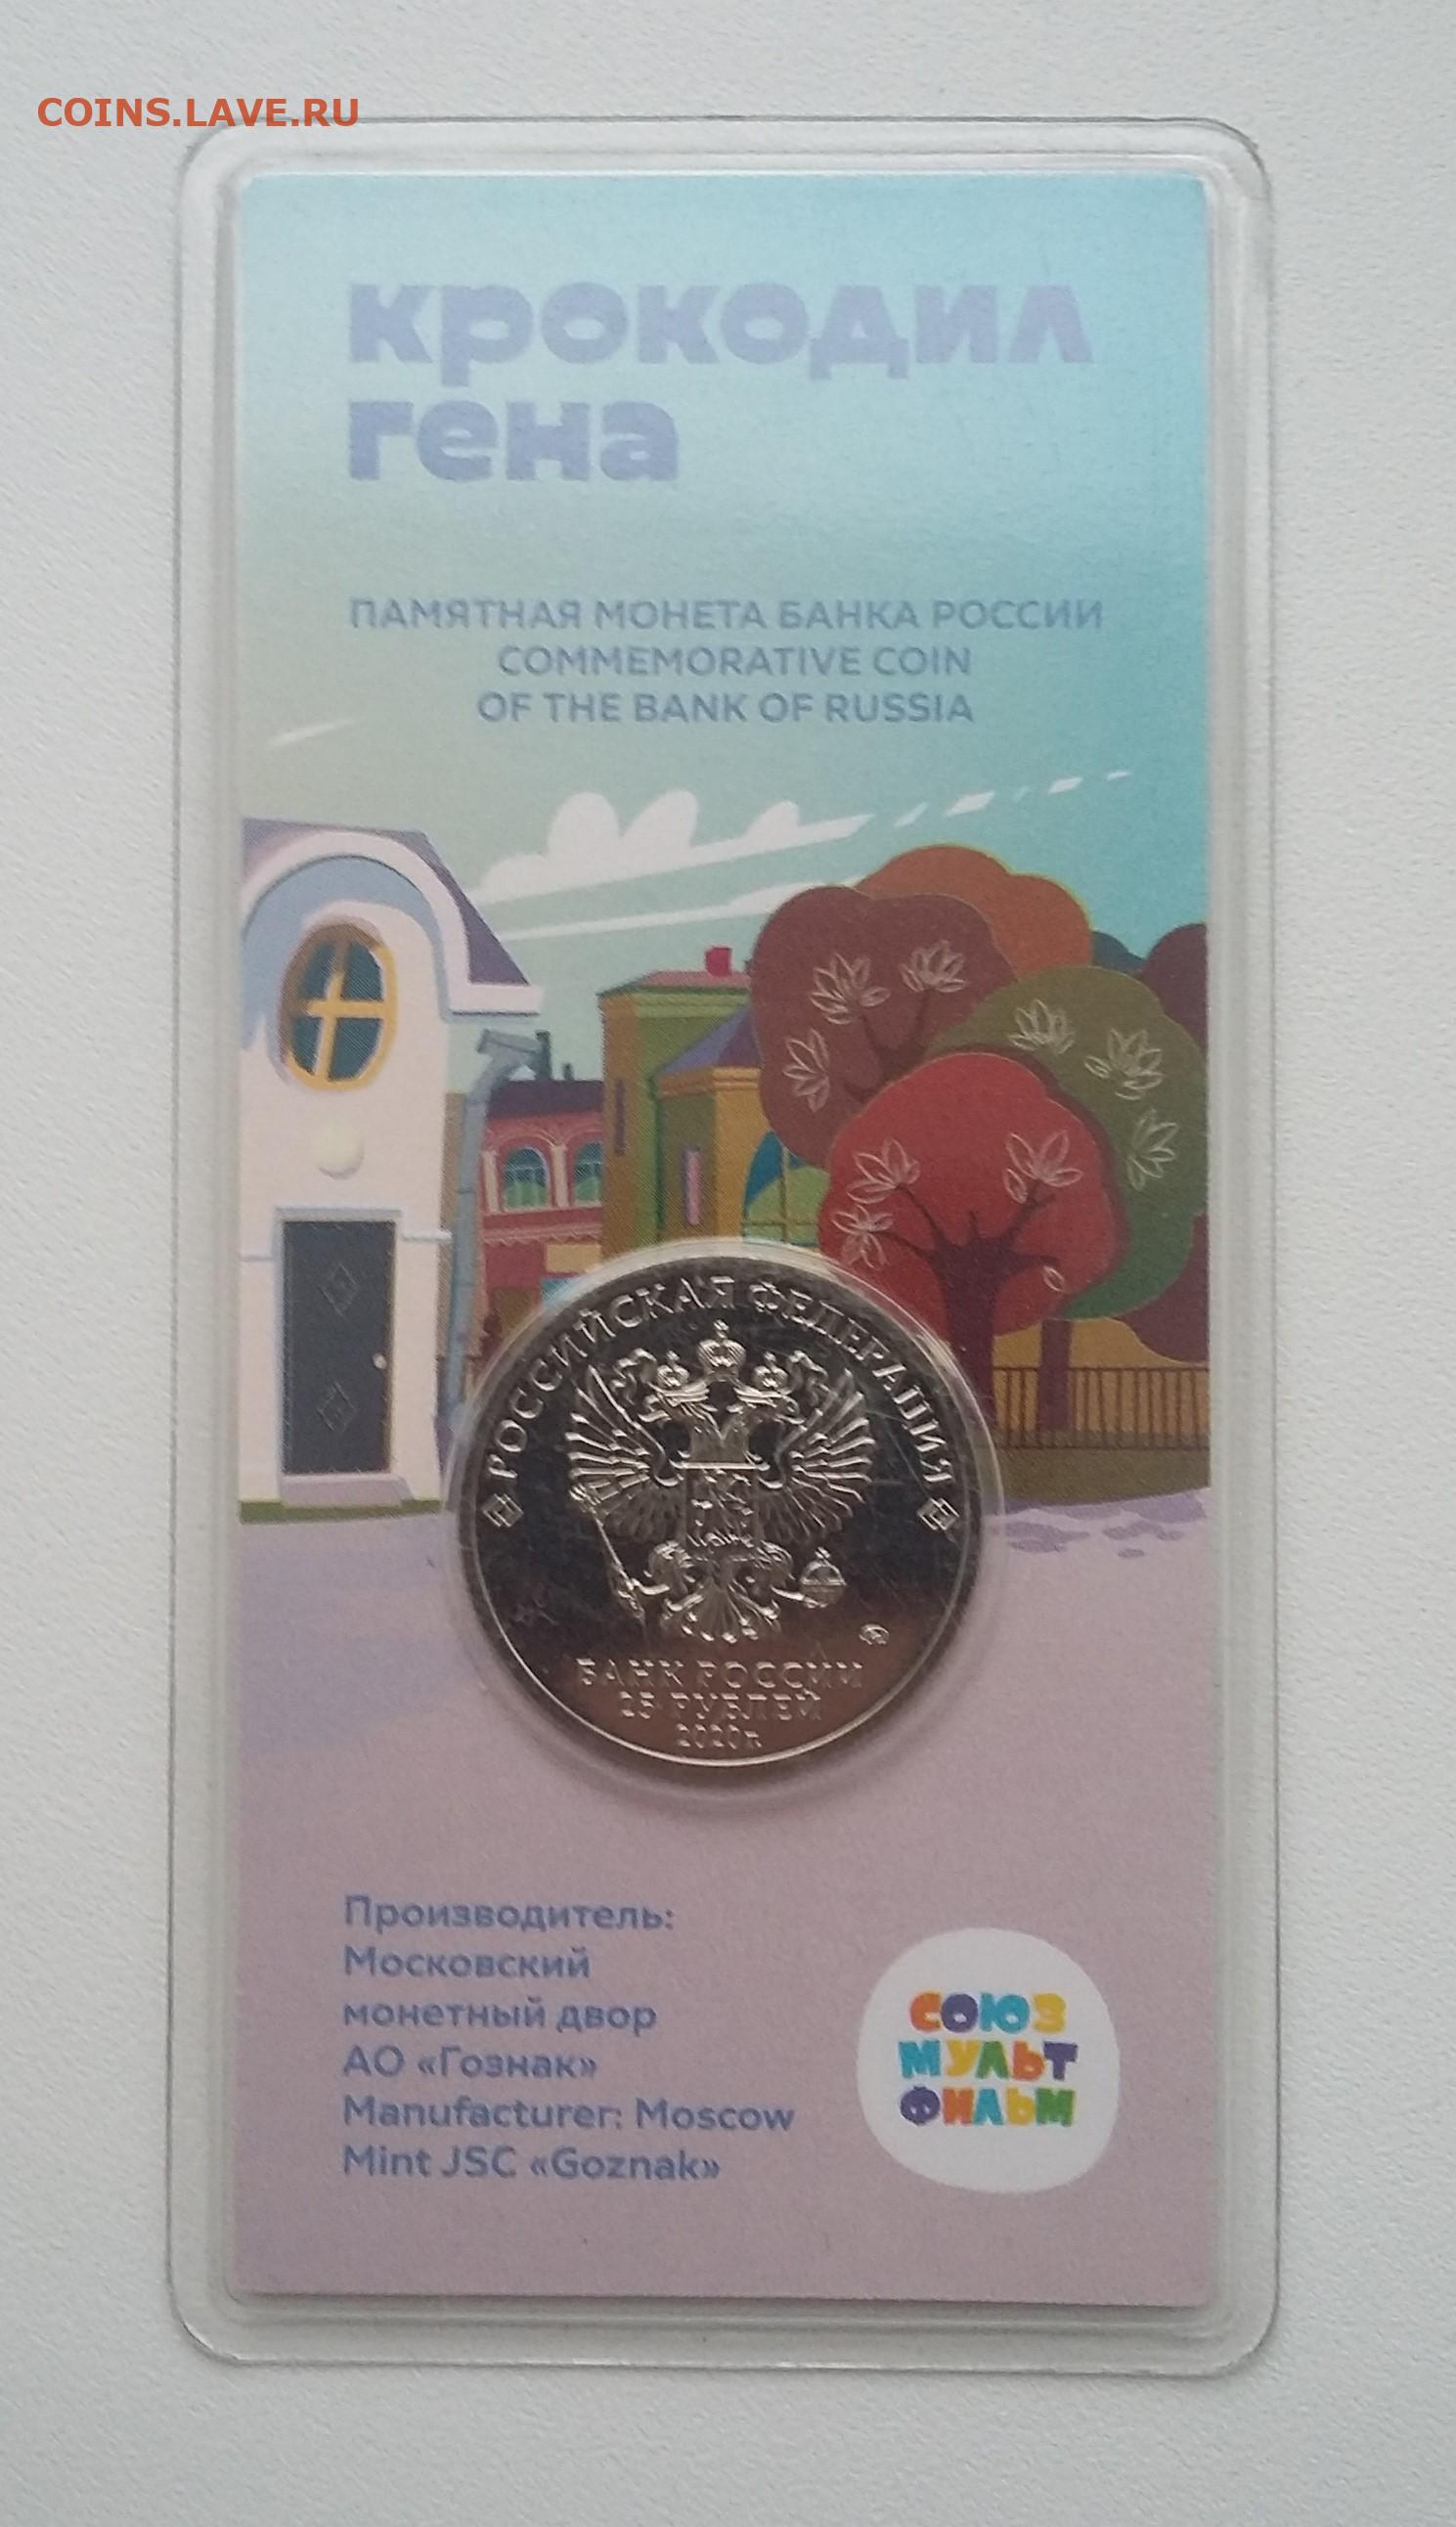 COINS.LAVE.RU
крокодил
гена
ПАМЯТНАЯ МОНЕТА БАНКА РОССИИ
COMMEMORATIVE COIN
OF THE BANK OF RUSSIA
РОССИЙСКАЯ ФЕДЕРАЦИЯ
БАНК РОССИИ
25 РУБЛЕЙ
2020 г.
Производитель:
Московский
монетный двор
АО «Гознак»
Manufacturer: Moscow
Mint JSC «Goznak»
СОЮЗ
МУЛЬТ
ФИЛЬМ